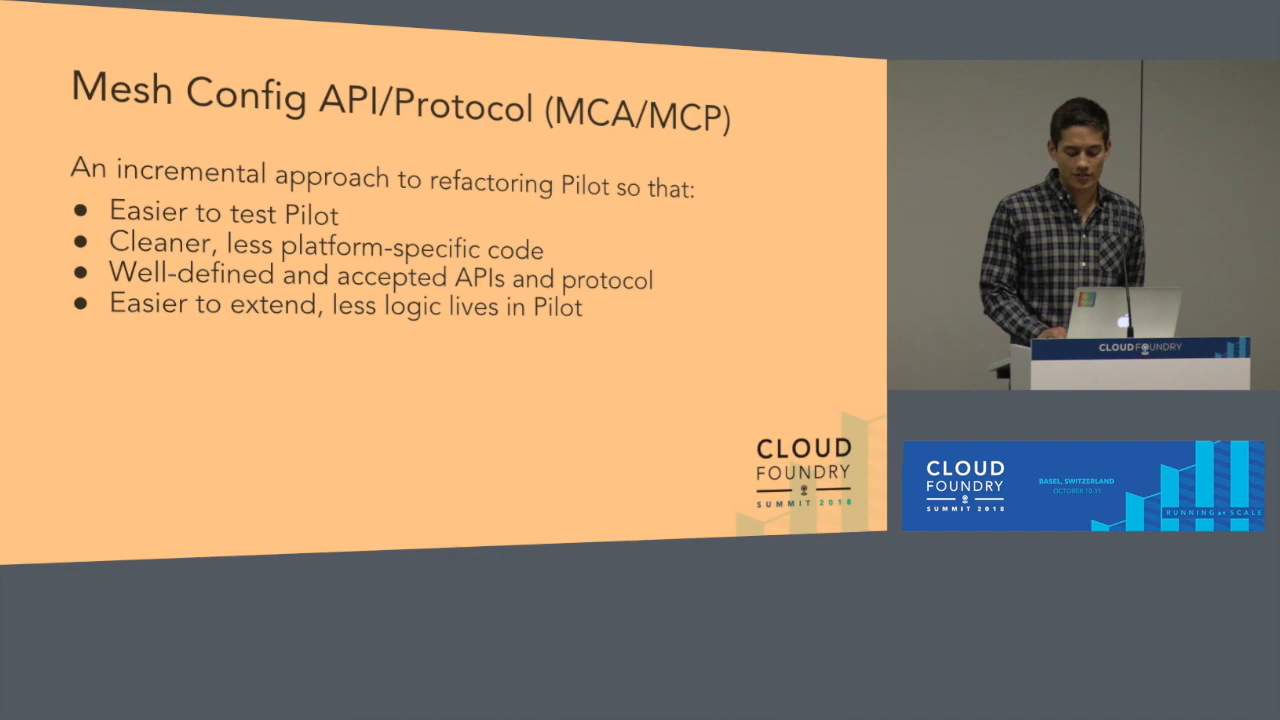 Mesh Config API/Protocol (MCA/MCP)
An incremental approach to refactoring Pilot so that:
● Easier to test Pilot
● Cleaner, less platform-specific code
● Well-defined and accepted APIs and protocol
● Easier to extend, less logic lives in Pilot
CLOUD
FOUNDRY
SUMMIT 2018
CLOUD FOUNDRY
CLOUD
FOUNDRY
SUMMIT 2018
BASEL, SWITZERLAND
OCTOBER 10-11
RUNNING AT SCALE